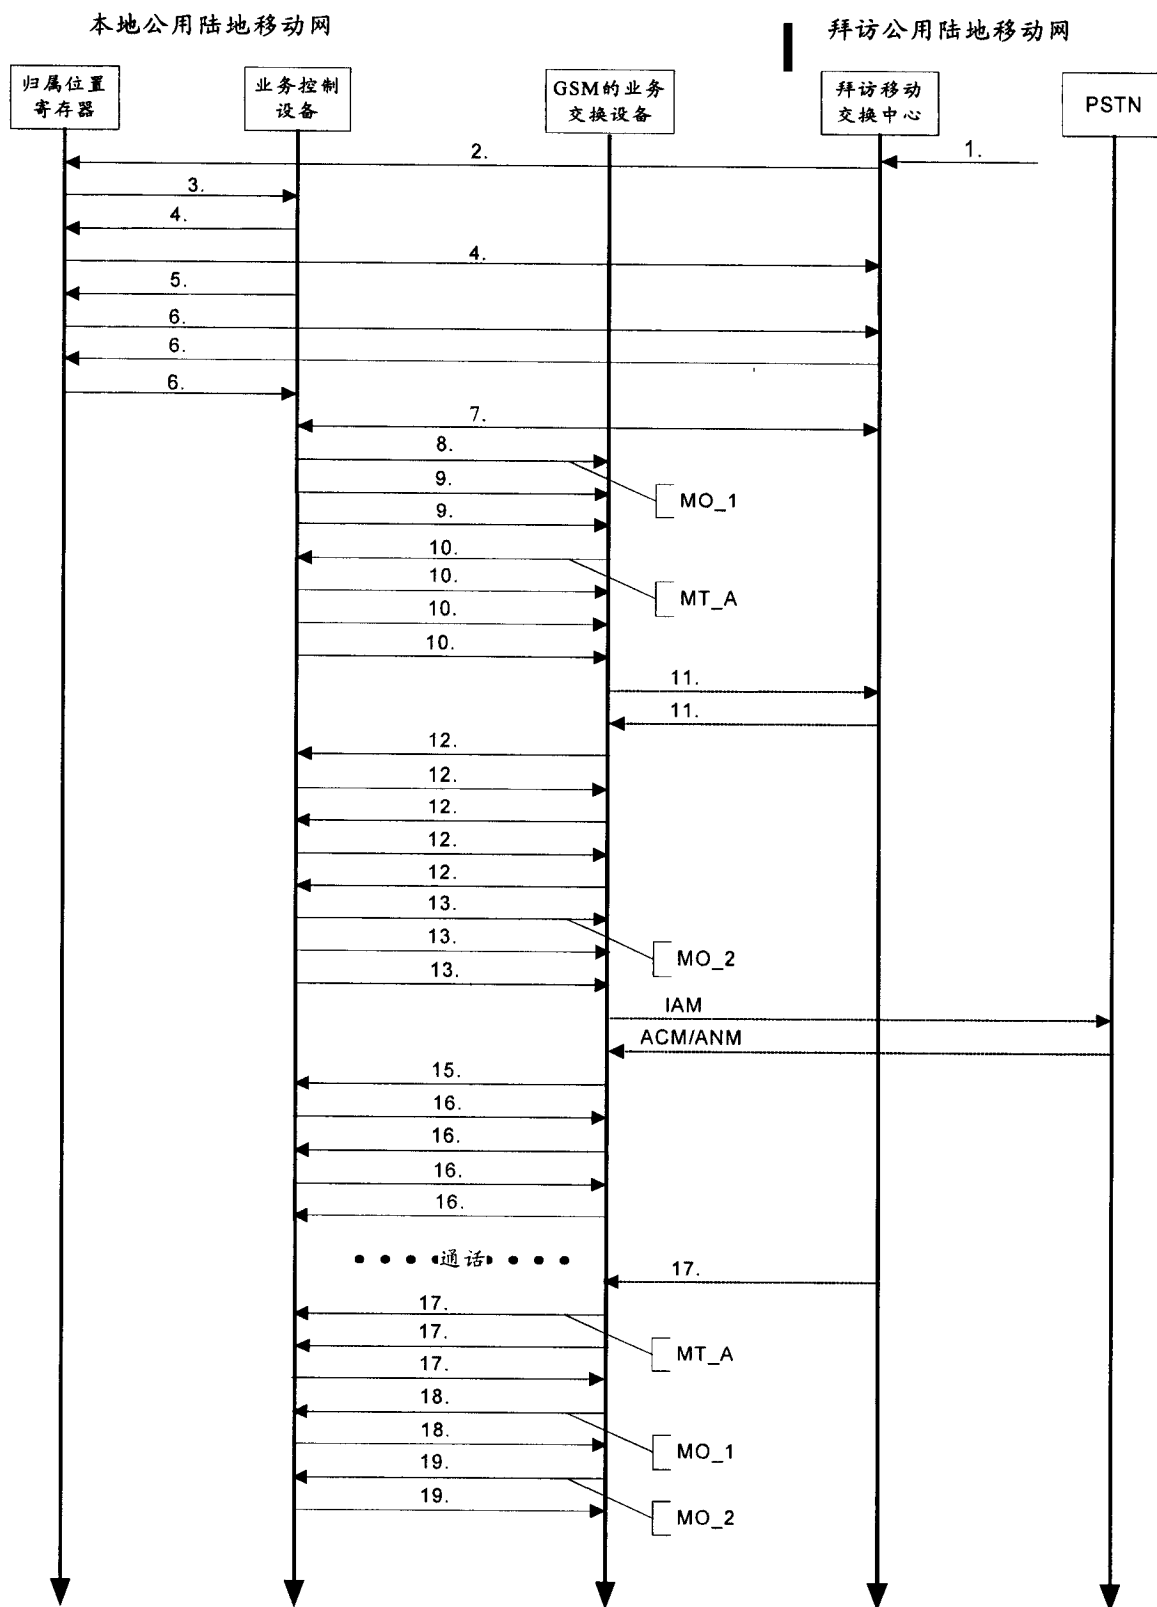 本地公用陆地移动网
拜访公用陆地移动网
归属位置
寄存器
业务控制
设备
GSM的业务
交换设备
拜访移动
交换中心
PSTN
1.
2.
3.
4.
4.
5.
6.
6.
6.
7.
8.
MO_1
9.
9.
10.
MT_A
10.
10.
10.
11.
11.
12.
12.
12.
12.
12.
13.
13.
MO_2
13.
IAM
ACM/ANM
15.
16.
16.
16.
16.
通话
17.
17.
MT_A
17.
17.
18.
MO_1
18.
19.
MO_2
19.